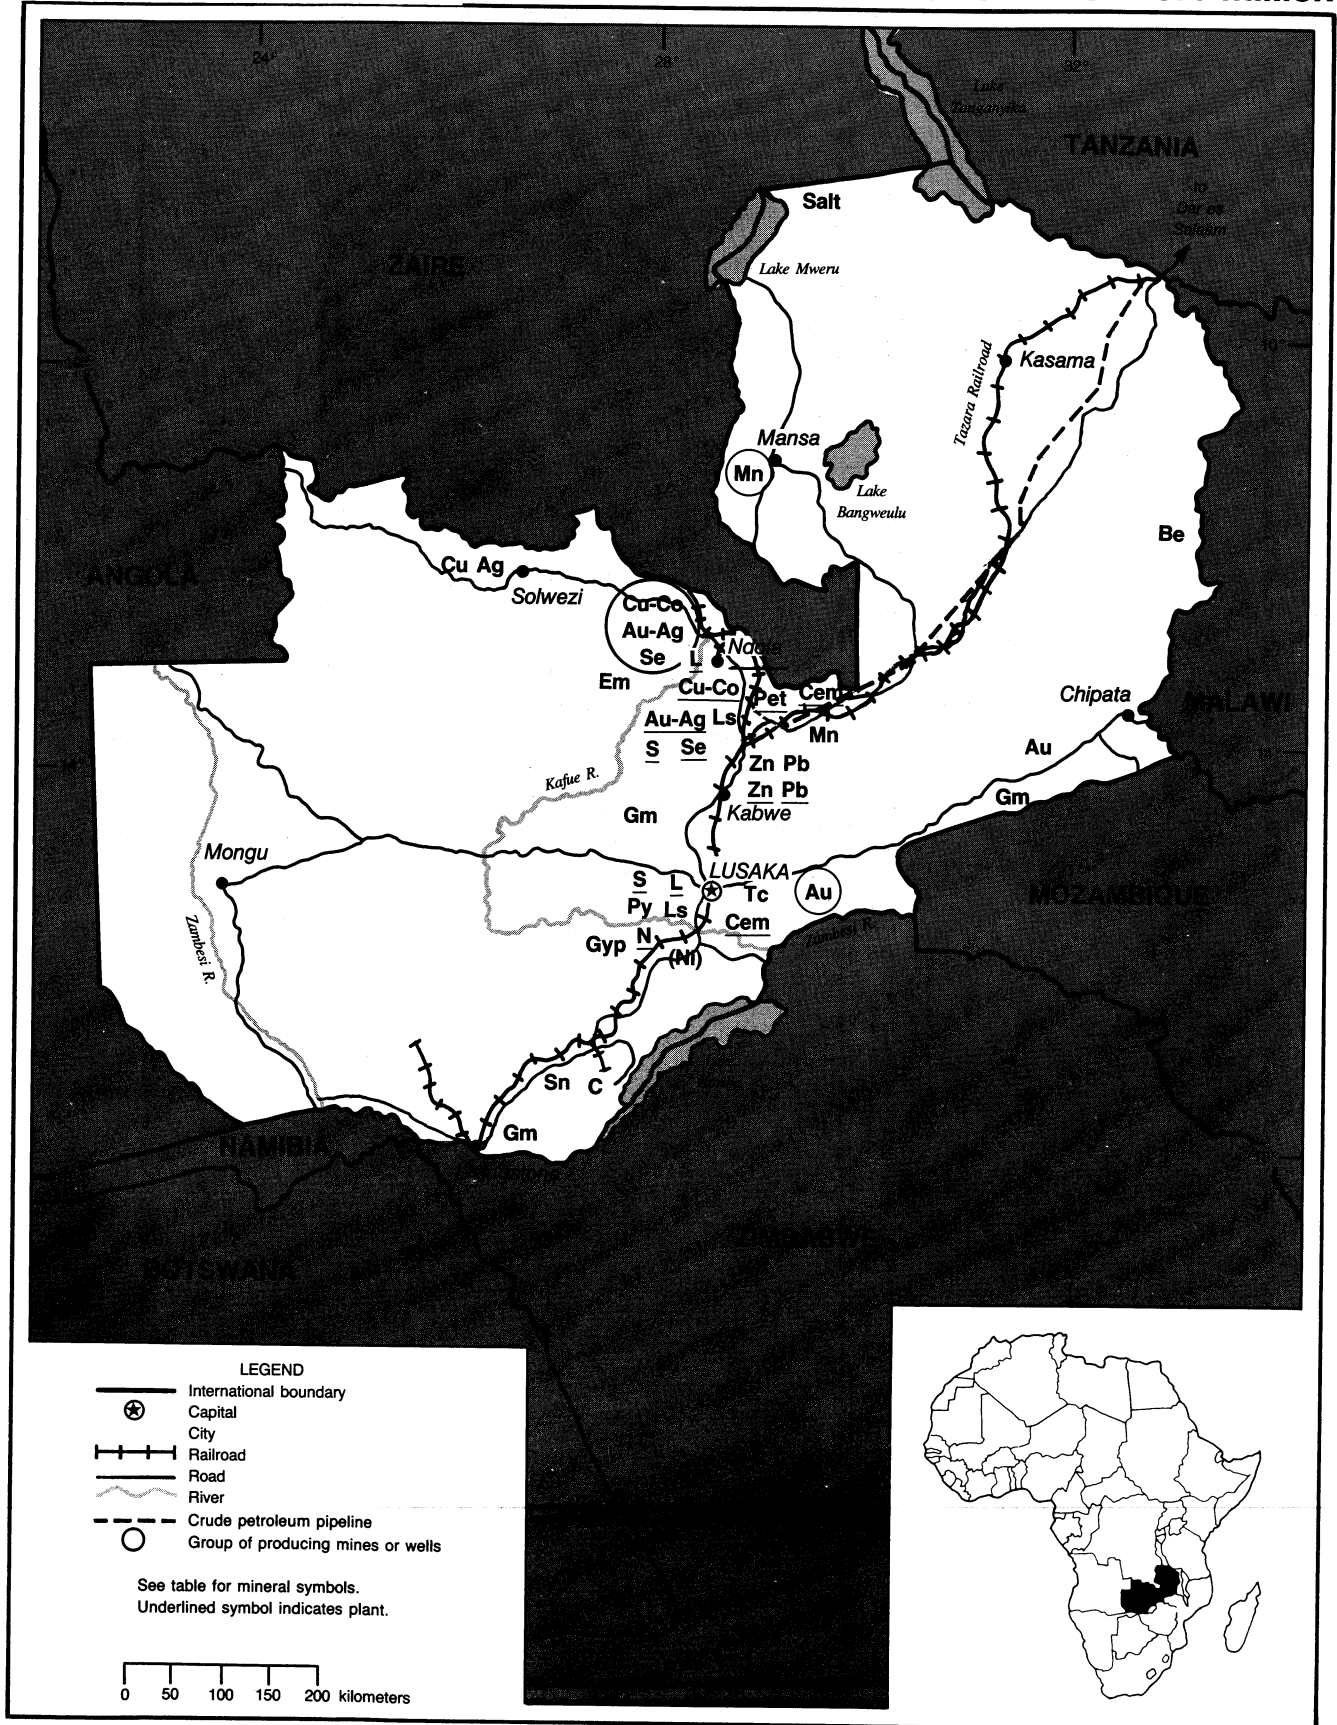 24°
28°
32°
Lake
Tanganyika
TANZANIA
to
Dar es
Salaam
Salt
ZAIRE
Lake Mweru
10°
Kasama
Tazara Railroad
Mansa
Mn
Lake
Bangweulu
Be
Cu Ag
ANGOLA
Solwezi
Cu-Co
Au-Ag
Se
L
Ndola
Em
Cu-Co
Pet
Cem
Chipata
MALAWI
Au-Ag
Ls
Mn
S
Se
Au
14°
14°
Zn Pb
Kafue R.
Zn Pb
Gm
Gm
Kabwe
Mongu
LUSAKA
S
L
Tc
Au
MOZAMBIQUE
Py
Ls
Cem
Zambesi R.
Zambesi R.
Gyp
N
(Ni)
Sn
C
Gm
NAMIBIA
ZIMBABWE
BOTSWANA
LEGEND
International boundary
Capital
City
Railroad
Road
River
Crude petroleum pipeline
Group of producing mines or wells
See table for mineral symbols.
Underlined symbol indicates plant.
0 50 100 150 200 kilometers